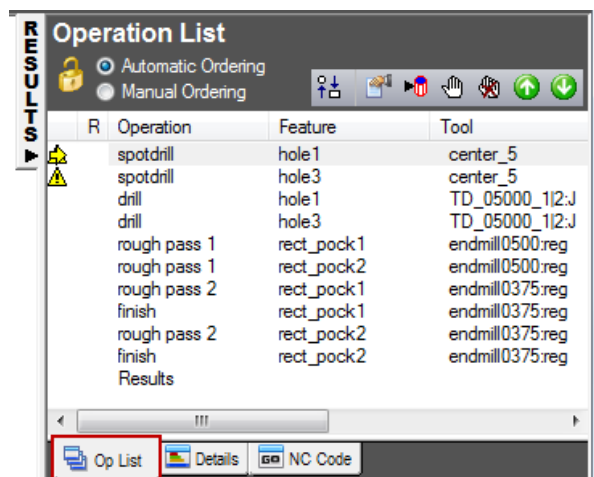 RESULTS
Operation List
Automatic Ordering
Manual Ordering
R Operation Feature Tool
spotdrill hole1 center_5
spotdrill hole3 center_5
drill hole1 TD_05000_1|2:J
drill hole3 TD_05000_1|2:J
rough pass 1 rect_pock1 endmill0500:reg
rough pass 1 rect_pock2 endmill0500:reg
rough pass 2 rect_pock1 endmill0375:reg
finish rect_pock1 endmill0375:reg
rough pass 2 rect_pock2 endmill0375:reg
finish rect_pock2 endmill0375:reg
Results
Op List Details GO NC Code